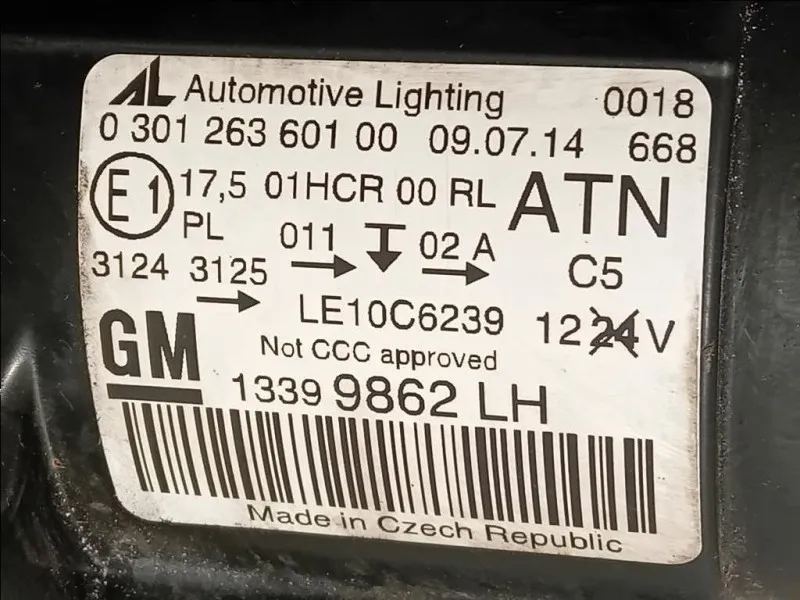 AL Automotive Lighting 0018
0 301 263 601 00 09.07.14 668
E1 17,5 01HCR 00 RL ATN
PL 011 02 A C5
3124 3125
LE10C6239 12 24 V
GM Not CCC approved
1339 9862 LH
Made in Czech Republic